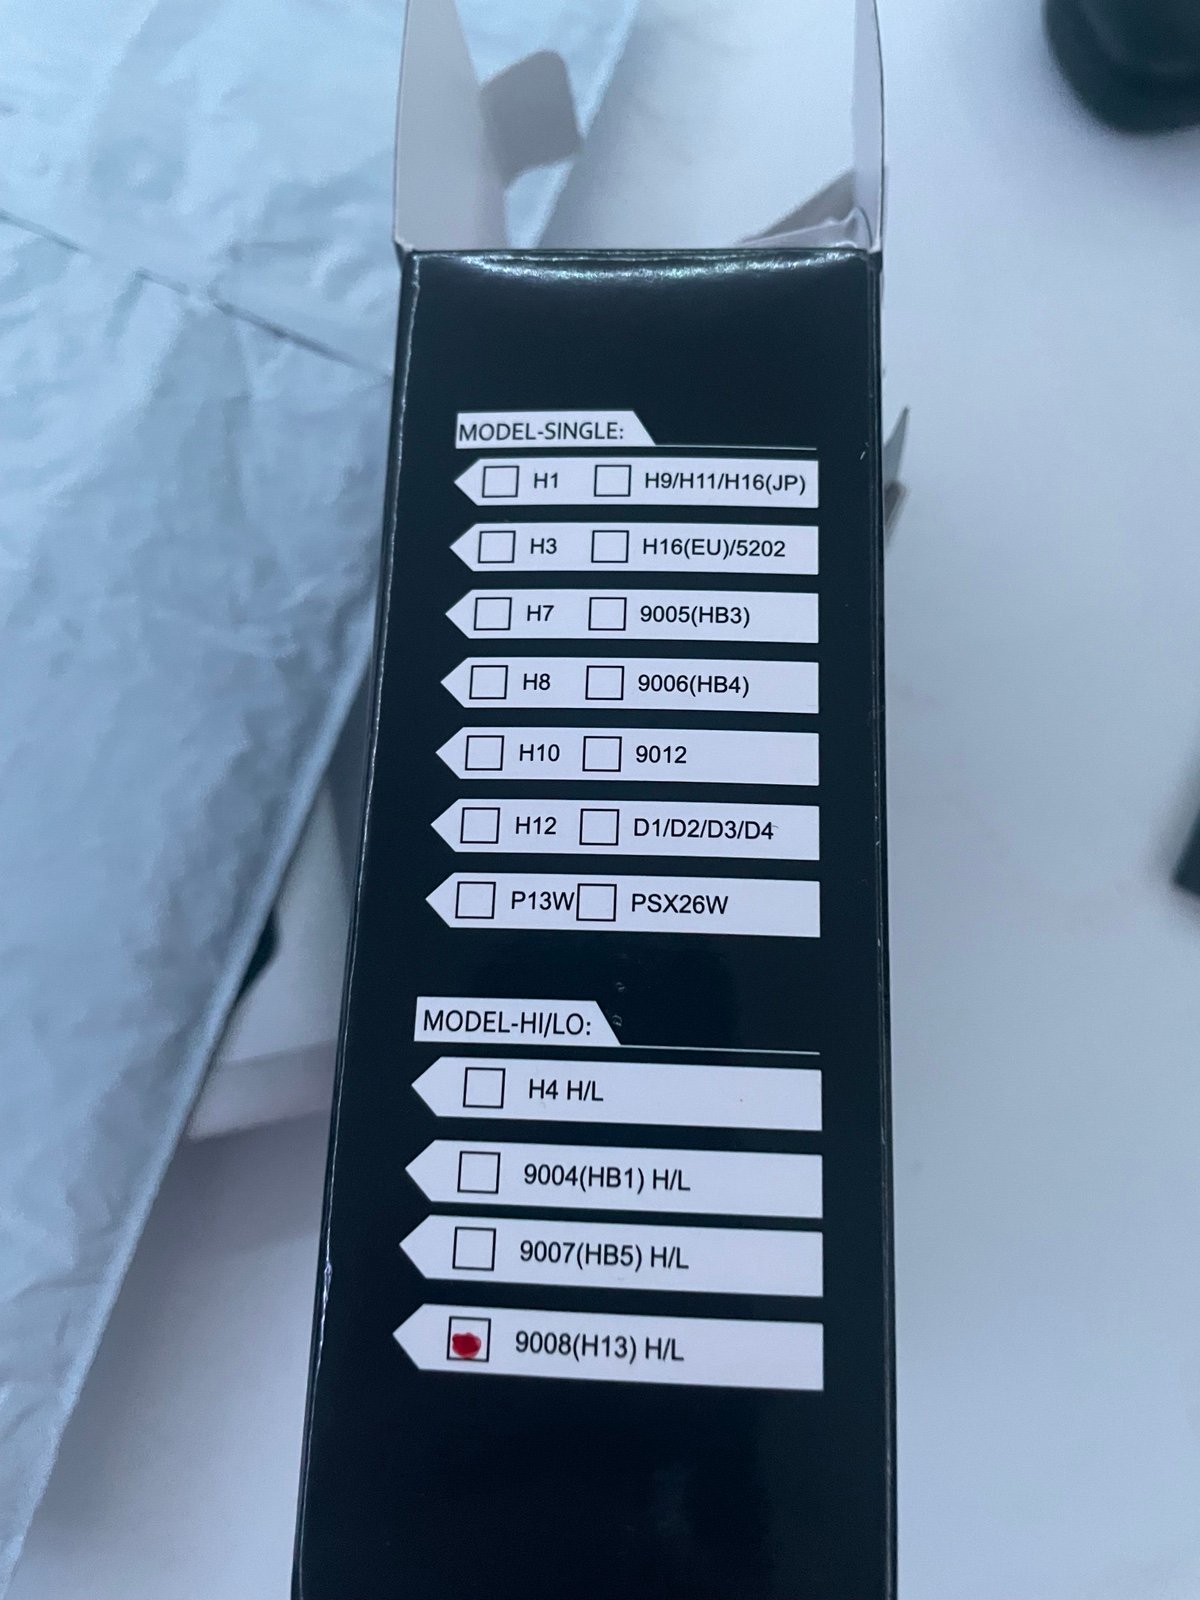 MODEL-SINGLE:
H1 H9/H11/H16(JP)
H3 H16(EU)/5202
H7 9005(HB3)
H8 9006(HB4)
H10 9012
H12 D1/D2/D3/D4
P13W PSX26W
MODEL-HI/LO:
H4 H/L
9004(HB1) H/L
9007(HB5) H/L
9008(H13) H/L